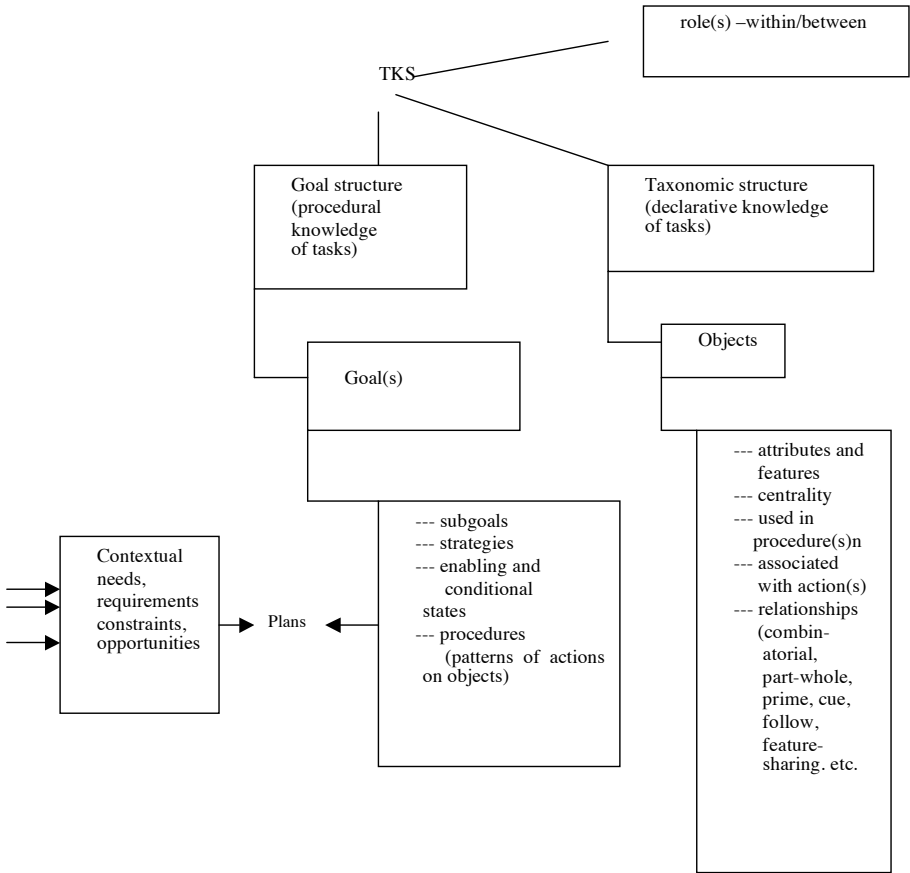 role(s) –within/between
TKS
Goal structure
(procedural
knowledge
of tasks)
Taxonomic structure
(declarative knowledge
of tasks)
Objects
Goal(s)
--- attributes and
features
--- centrality
--- used in
procedure(s)n
--- associated
with action(s)
--- relationships
(combin-
atorial,
part-whole,
prime, cue,
follow,
feature-
sharing. etc.
--- subgoals
--- strategies
--- enabling and
conditional
states
--- procedures
(patterns of actions
on objects)
Contextual
needs,
requirements
constraints,
opportunities
Plans